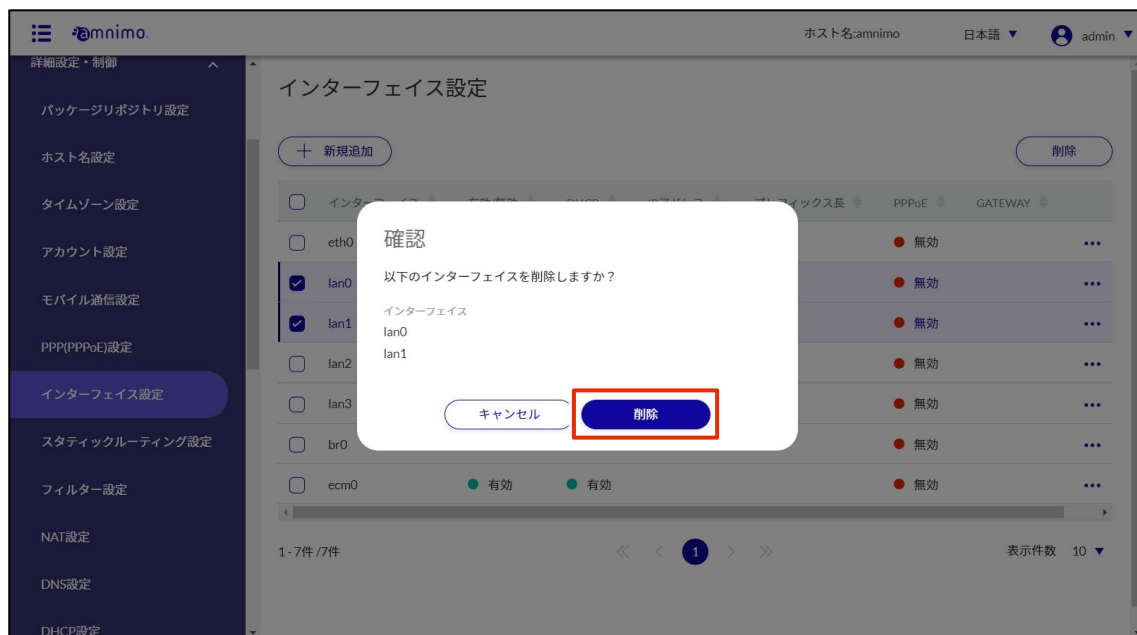 amnimo.
ホスト名:amnimo
日本語 ▼
admin ▼
詳細設定・制御
パッケージリポジトリ設定
ホスト名設定
タイムゾーン設定
アカウント設定
モバイル通信設定
PPP(PPPoE)設定
インターフェイス設定
スタティックルーティング設定
フィルター設定
NAT設定
DNS設定
DHCP設定
インターフェイス設定
+ 新規追加
削除
PPPoE GATEWAY
eth0 無効 •••
lan0 無効 •••
lan1 無効 •••
lan2 無効 •••
lan3 無効 •••
br0 無効 •••
ecm0 有効 有効 無効 •••
確認
以下のインターフェイスを削除しますか？
インターフェイス
lan0
lan1
キャンセル
削除
1 - 7件 /7件
1
表示件数 10 ▼